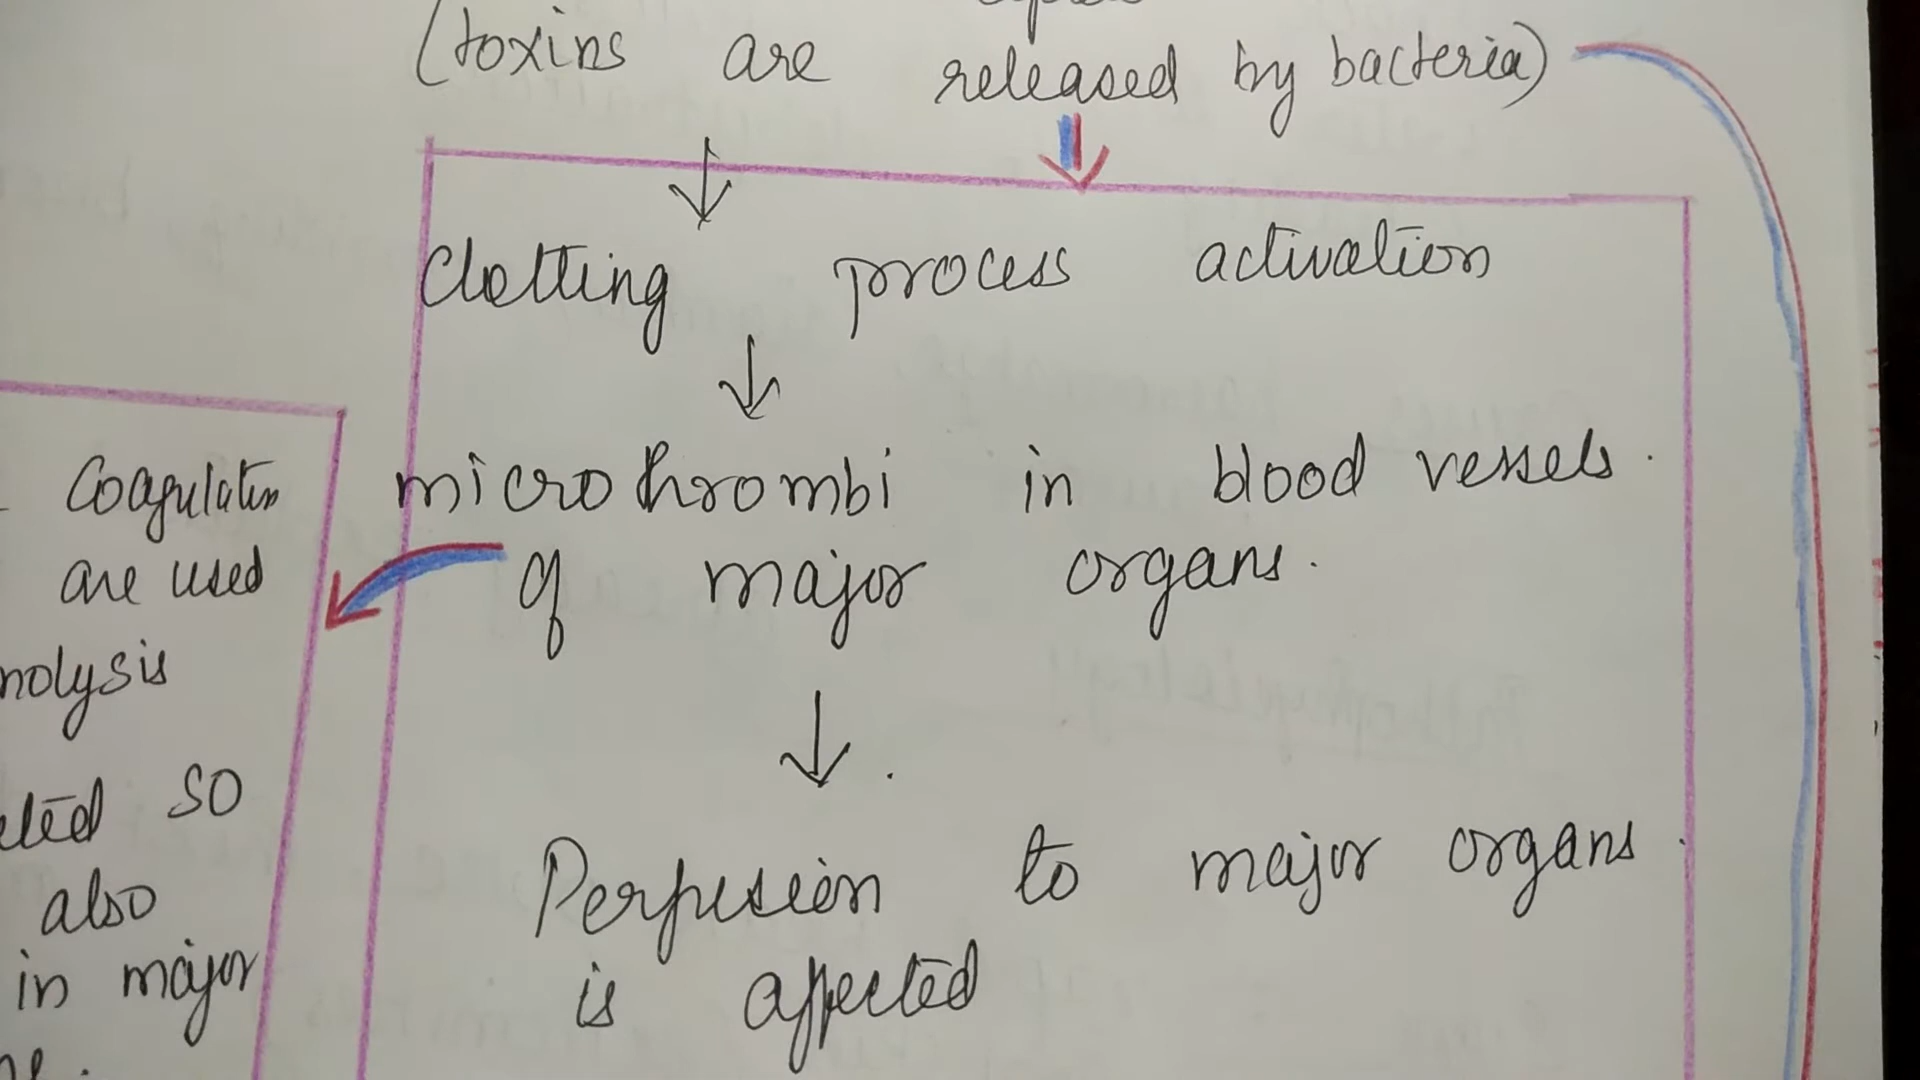 (toxins are released by bacteria)
Clotting process activation
microthrombi in blood vessels.
of major organs.
Perfusion to major organs.
is affected
Coagulation
are used
nolysis
so
also
in major